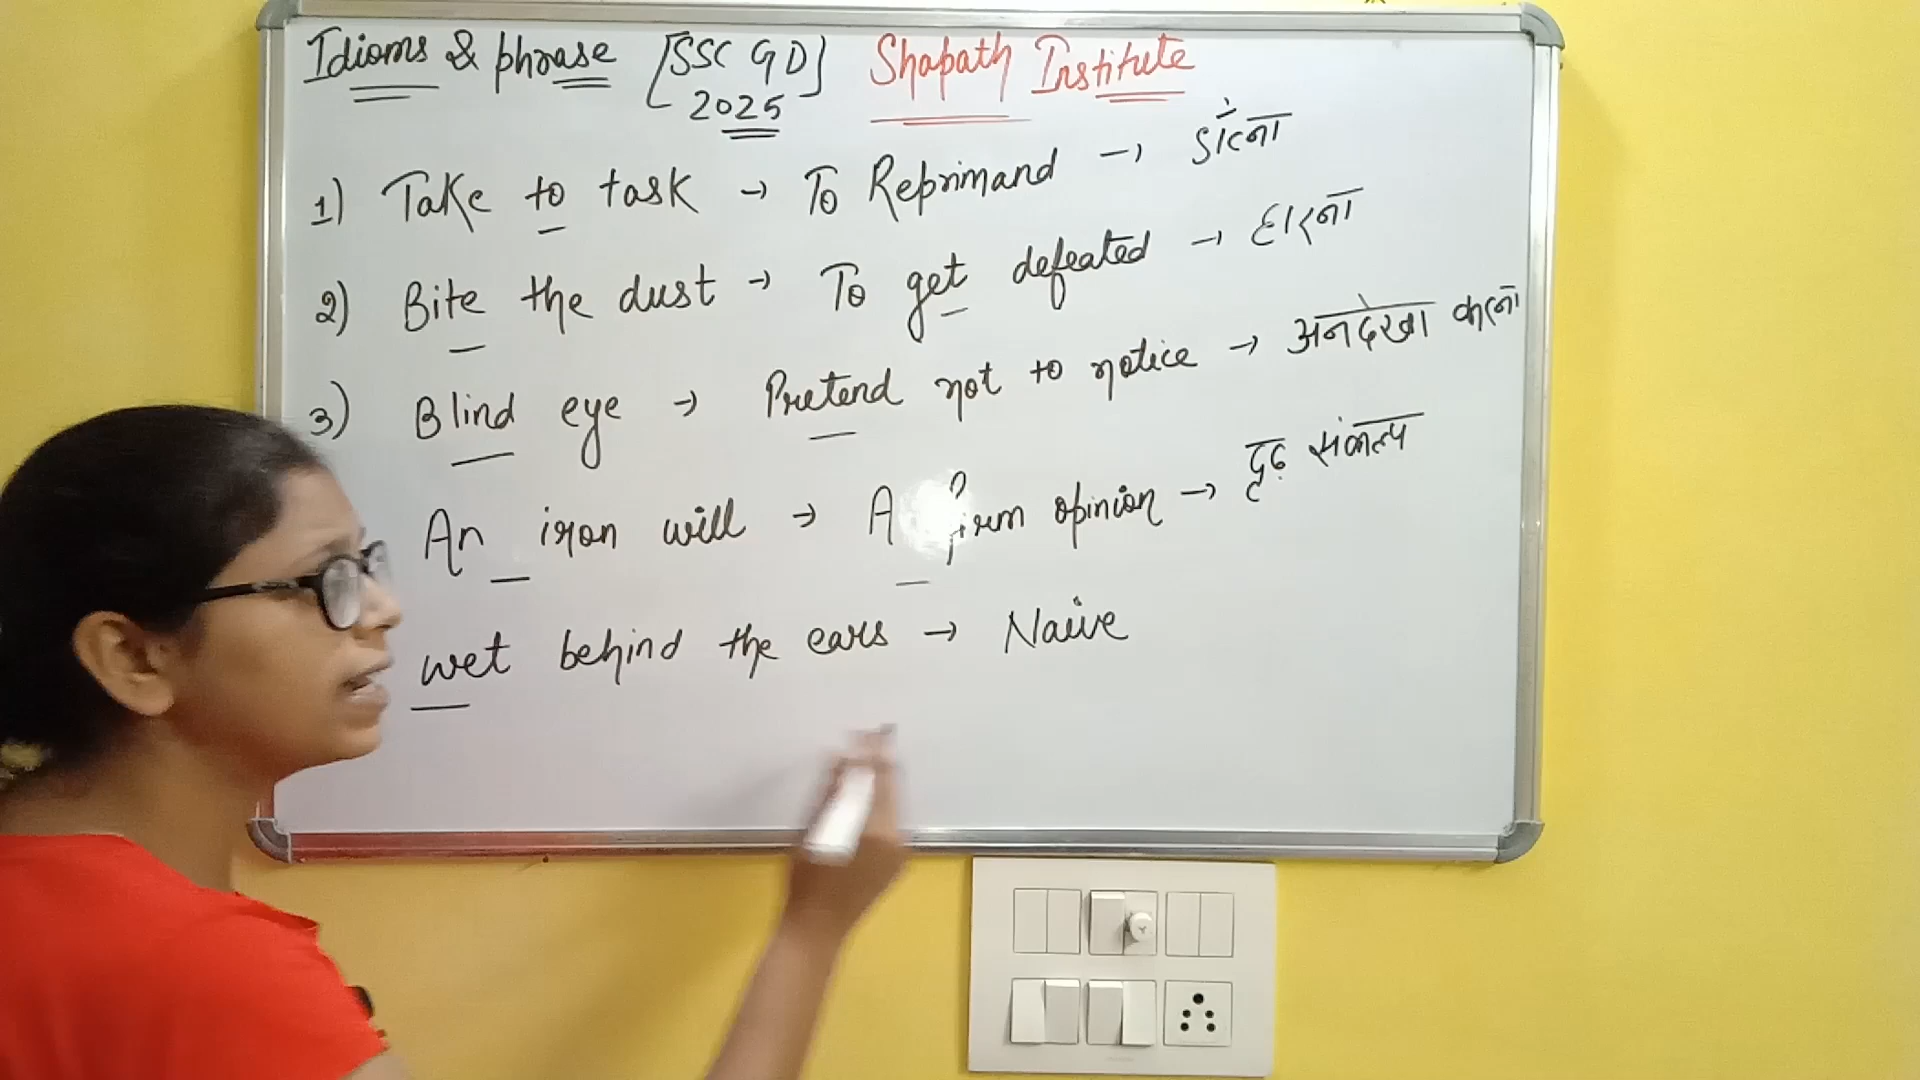 Idioms & phrase [SSC GD] Shapath Institute
2025
1) Take to task → To Reprimand → डांटना
2) Bite the dust → To get defeated → हारना
3) Blind eye → Pretend not to notice → अनदेखा करना
An iron will → A firm opinion → दृढ़ संकल्प
wet behind the ears → Naive